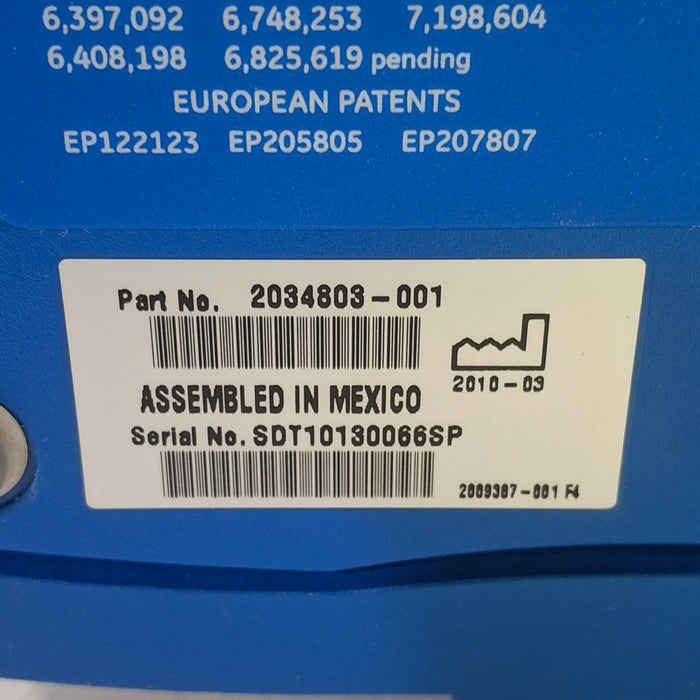 6,397,092 6,748,253 7,198,604
6,408,198 6,825,619 pending
EUROPEAN PATENTS
EP122123 EP205805 EP207807
Part No. 2034803-001
2010-03
ASSEMBLED IN MEXICO
Serial No. SDT10130066SP
2009387-001 F4